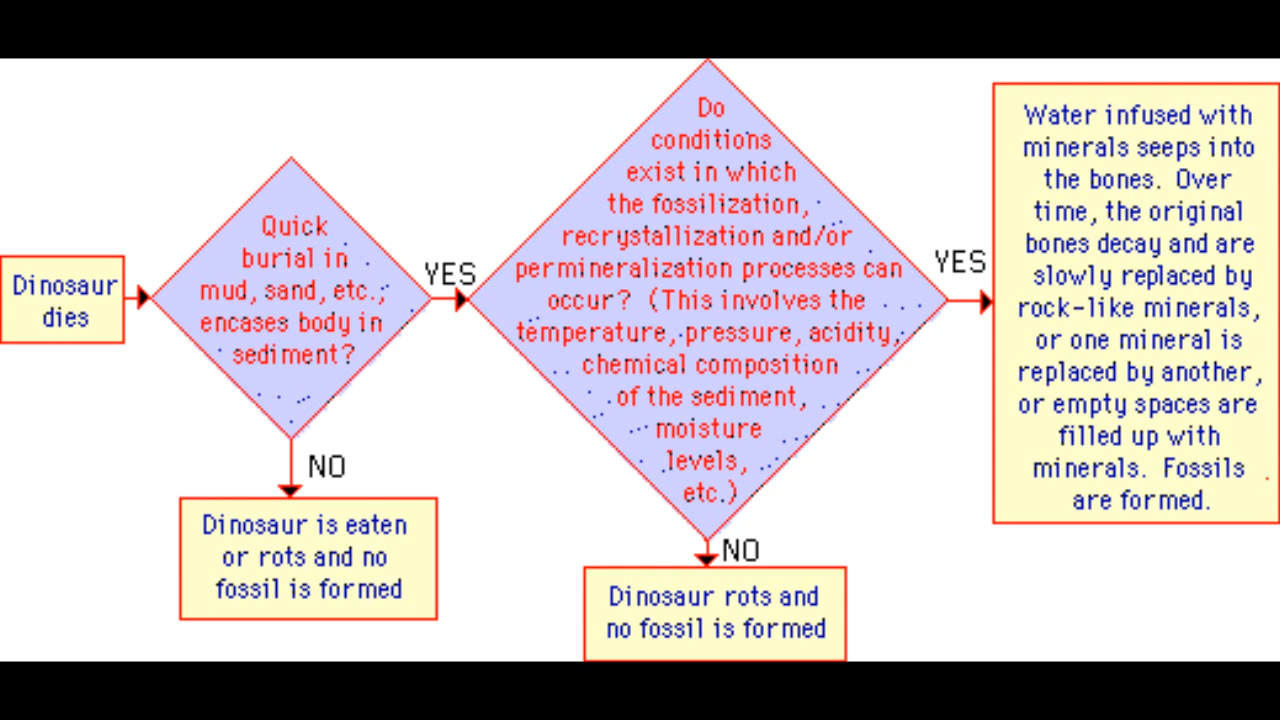 Dinosaur
dies
Quick
burial in
mud, sand, etc.,
encases body in
sediment?
YES
NO
Dinosaur is eaten
or rots and no
fossil is formed
Do
conditions
exist in which
the fossilization,
recrystallization and/or
permineralization processes can
occur? (This involves the
temperature, pressure, acidity,
chemical composition
of the sediment,
moisture
levels,
etc.)
YES
NO
Dinosaur rots and
no fossil is formed
Water infused with
minerals seeps into
the bones. Over
time, the original
bones decay and are
slowly replaced by
rock-like minerals,
or one mineral is
replaced by another,
or empty spaces are
filled up with
minerals. Fossils
are formed.